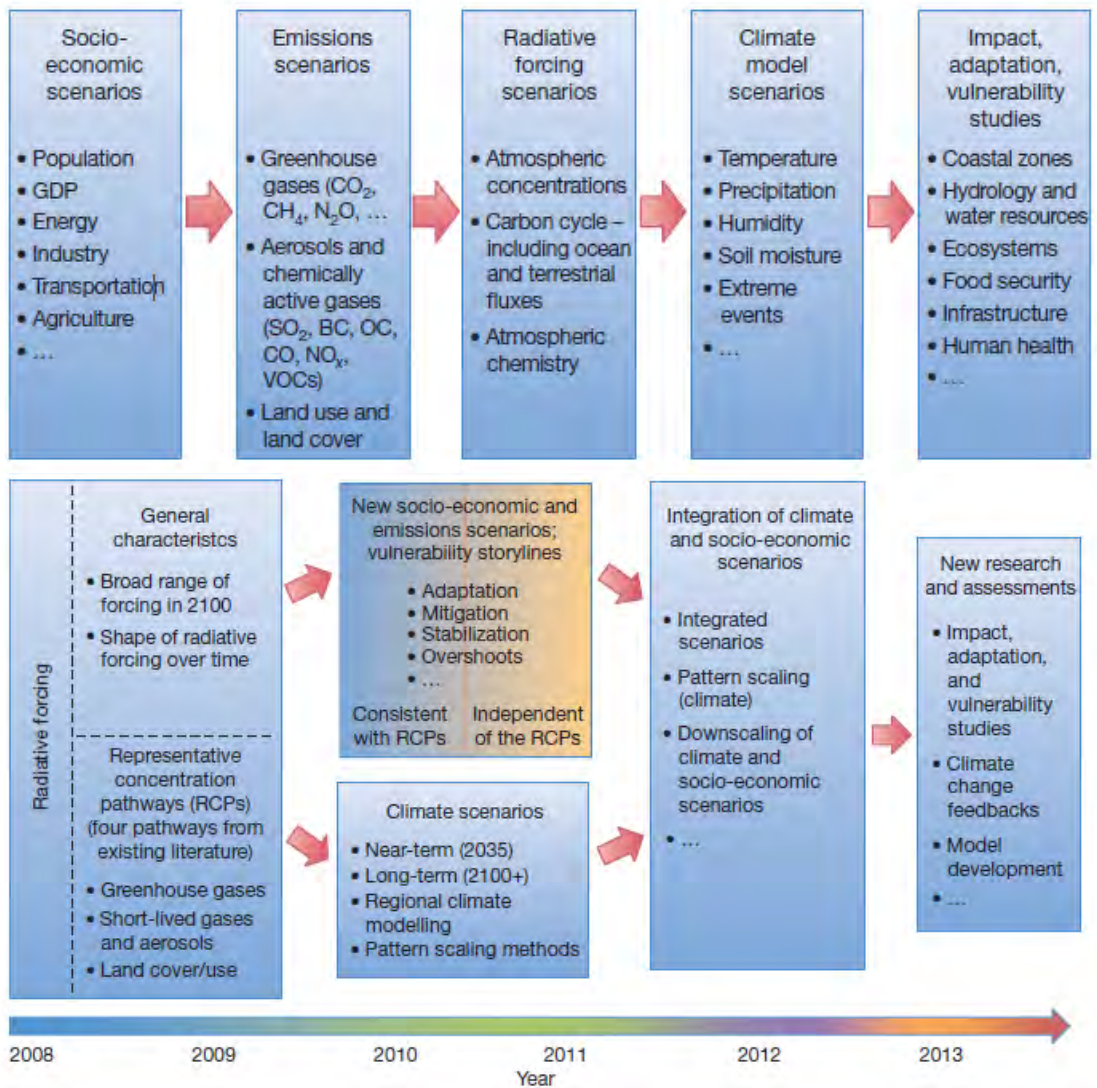 Socio-
economic
scenarios
• Population
• GDP
• Energy
• Industry
• Transportation
• Agriculture
• ...
Emissions
scenarios
• Greenhouse
gases (CO₂,
CH₄, N₂O, ...
• Aerosols and
chemically
active gases
(SO₂, BC, OC,
CO, NOₓ,
VOCs)
• Land use and
land cover
Radiative
forcing
scenarios
• Atmospheric
concentrations
• Carbon cycle –
including ocean
and terrestrial
fluxes
• Atmospheric
chemistry
Climate
model
scenarios
• Temperature
• Precipitation
• Humidity
• Soil moisture
• Extreme
events
• ...
Impact,
adaptation,
vulnerability
studies
• Coastal zones
• Hydrology and
water resources
• Ecosystems
• Food security
• Infrastructure
• Human health
• ...
Radiative forcing
General
characteristcs
• Broad range of
forcing in 2100
• Shape of radiative
forcing over time
Representative
concentration
pathways (RCPs)
(four pathways from
existing literature)
• Greenhouse gases
• Short-lived gases
and aerosols
• Land cover/use
New socio-economic and
emissions scenarios;
vulnerability storylines
• Adaptation
• Mitigation
• Stabilization
• Overshoots
• ...
Consistent
with RCPs
Independent
of the RCPs
Climate scenarios
• Near-term (2035)
• Long-term (2100+)
• Regional climate
modelling
• Pattern scaling methods
Integration of climate
and socio-economic
scenarios
• Integrated
scenarios
• Pattern scaling
(climate)
• Downscaling of
climate and
socio-economic
scenarios
• ...
New research
and assessments
• Impact,
adaptation,
and
vulnerability
studies
• Climate
change
feedbacks
• Model
development
• ...
2008 2009 2010 2011 2012 2013
Year